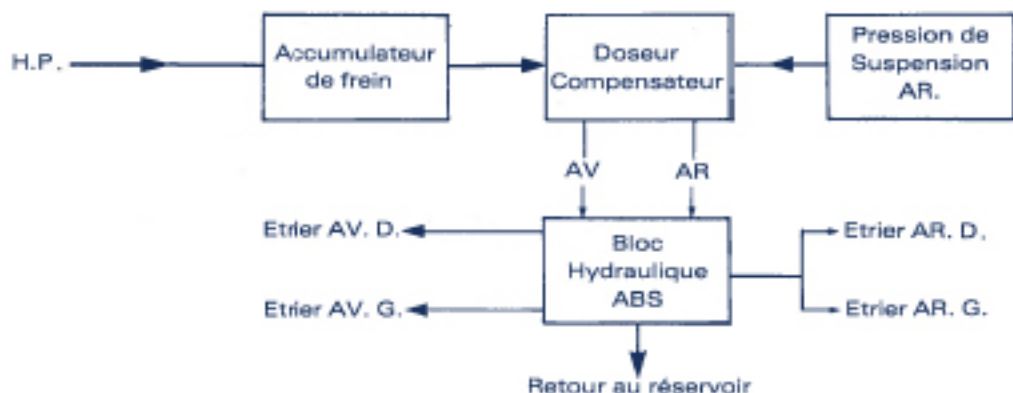 H.P.
Accumulateur
de frein
Doseur
Compensateur
Pression de
Suspension
AR.
AV
AR
Etrier AV. D.
Etrier AV. G.
Bloc
Hydraulique
ABS
Etrier AR. D.
Etrier AR. G.
Retour au réservoir